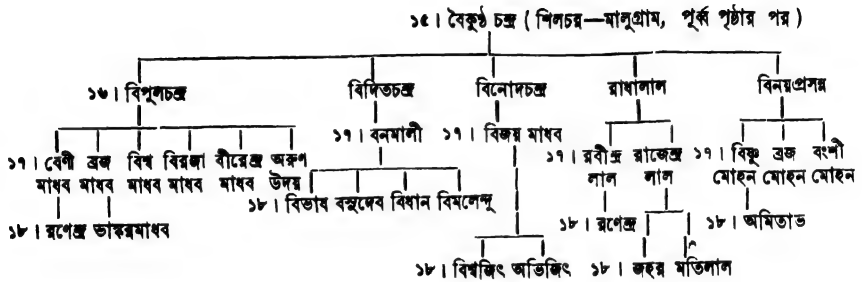 ১৫। বৈকুণ্ঠ চন্দ্র ( শিলচর—মালুগ্রাম, পূর্ব্ব পৃষ্ঠার পর )
১৬। বিপুলচন্দ্র বিদিতচন্দ্র বিনোদচন্দ্র রাধালাল বিনয়প্রসন্ন
১৭। বেণী ব্রজ বিশ্ব বিরজা বীরেন্দ্র অরুণ ১৭। বনমালী ১৭। বিজয় মাধব ১৭। রবীন্দ্র রাজেন্দ্র ১৭। বিষ্ণু ব্রজ বংশী
মাধব মাধব মাধব মাধব মাধব উদয় লাল লাল মোহন মোহন মোহন
১৮। রণেন্দ্র ভাস্করমাধব ১৮। বিভাষ বসুদেব বিধান বিমলেন্দু ১৮। রণেন্দ্র ১৮। অমিতাভ
১৮। বিশ্বজিৎ অভিজিৎ ১৮। জহর মতিলাল